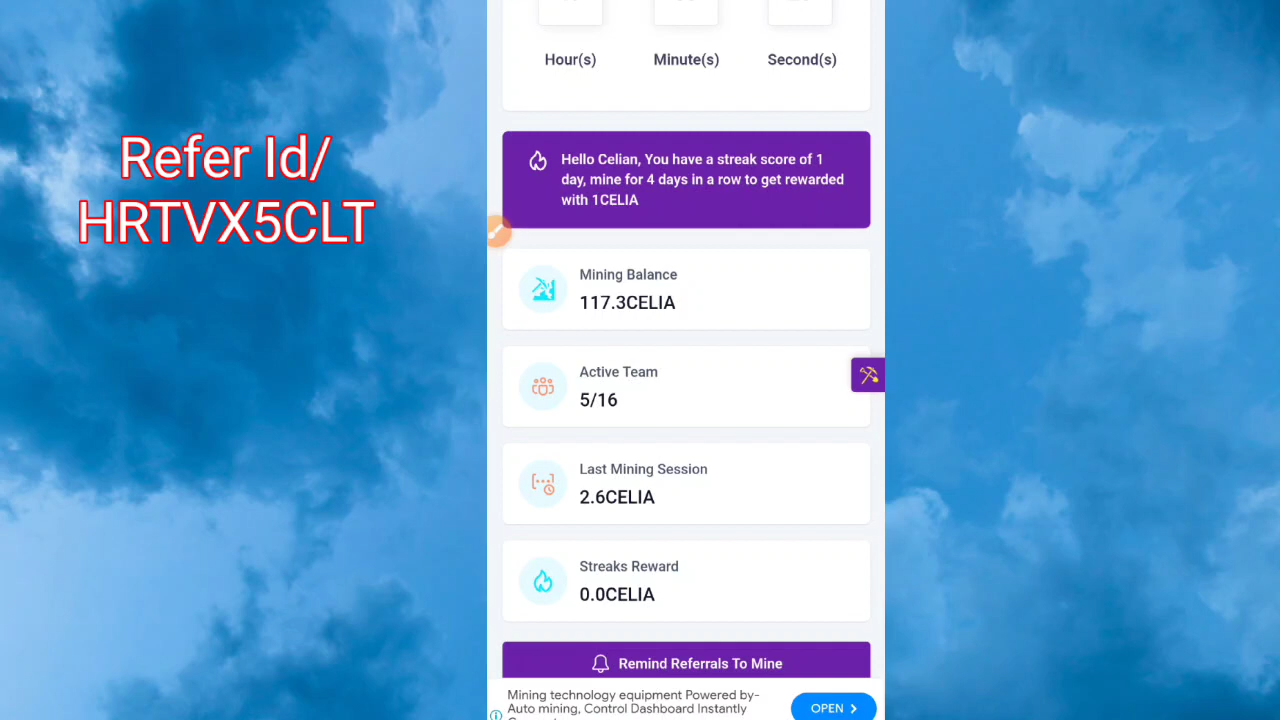 Refer Id/
HRTVX5CLT
Hour(s)
Minute(s)
Second(s)
Hello Celian, You have a streak score of 1
day, mine for 4 days in a row to get rewarded
with 1CELIA
Mining Balance
117.3CELIA
Active Team
5/16
Last Mining Session
2.6CELIA
Streaks Reward
0.0CELIA
Remind Referrals To Mine
Mining technology equipment Powered by-
Auto mining, Control Dashboard Instantly
OPEN